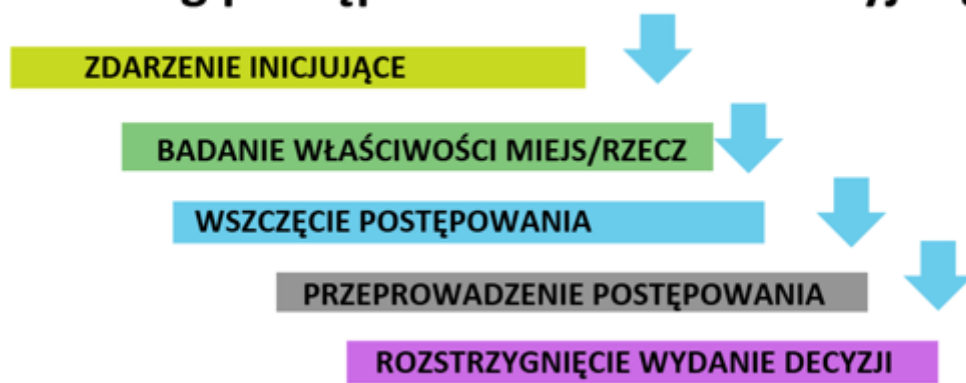 ZDARZENIE INICJUJĄCE
BADANIE WŁAŚCIWOŚCI MIEJS/RZECZ
WSZCZĘCIE POSTĘPOWANIA
PRZEPROWADZENIE POSTĘPOWANIA
ROZSTRZYGNIĘCIE WYDANIE DECYZJI